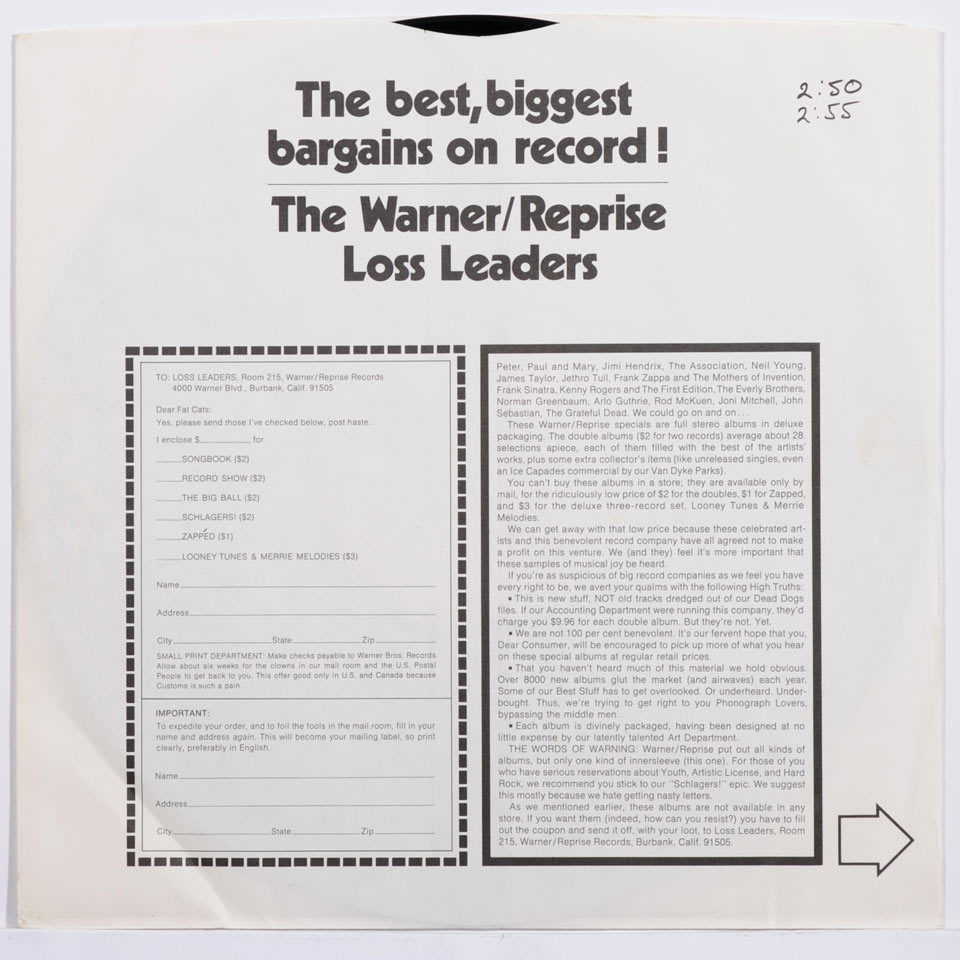 The best, biggest
bargains on record!
2:50
2:55
The Warner/Reprise
Loss Leaders
TO: LOSS LEADERS, Room 215, Warner/Reprise Records
4000 Warner Blvd., Burbank, Calif. 91505
Dear Fat Cats:
Yes, please send those I've checked below, post haste.
I enclose $____ for
____SONGBOOK ($2)
____RECORD SHOW ($2)
____THE BIG BALL ($2)
____SCHLAGERS! ($2)
____ZAPPED ($1)
____LOONEY TUNES & MERRIE MELODIES ($3)
Name____
Address____
City____State____Zip____
SMALL PRINT DEPARTMENT: Make checks payable to Warner Bros. Records.
Allow about six weeks for the clowns in our mail room and the U.S. Postal
People to get back to you. This offer good only in U.S. and Canada because
Customs is such a pain.
IMPORTANT:
To expedite your order, and to foil the fools in the mail room, fill in your
name and address again. This will become your mailing label, so print
clearly, preferably in English.
Name____
Address____
City____State____Zip____
Peter, Paul and Mary, Jimi Hendrix, The Association, Neil Young,
James Taylor, Jethro Tull, Frank Zappa and The Mothers of Invention,
Frank Sinatra, Kenny Rogers and The First Edition, The Everly Brothers,
Norman Greenbaum, Arlo Guthrie, Rod McKuen, Joni Mitchell, John
Sebastian, The Grateful Dead. We could go on and on...
These Warner/Reprise specials are full stereo albums in deluxe
packaging. The double albums ($2 for two records) average about 28
selections apiece, each of them filled with the best of the artists'
works, plus some extra collector's items (like unreleased singles, even
an Ice Capades commercial by our Van Dyke Parks).
You can't buy these albums in a store; they are available only by
mail, for the ridiculously low price of $2 for the doubles, $1 for Zapped,
and $3 for the deluxe three-record set, Looney Tunes & Merrie
Melodies.
We can get away with that low price because these celebrated art-
ists and this benevolent record company have all agreed not to make
a profit on this venture. We (and they) feel it's more important that
these samples of musical joy be heard.
If you're as suspicious of big record companies as we feel you have
every right to be, we avert your qualms with the following High Truths:
▪ This is new stuff, NOT old tracks dredged out of our Dead Dogs
files. If our Accounting Department were running this company, they'd
charge you $9.96 for each double album. But they're not. Yet.
▪ We are not 100 per cent benevolent. It's our fervent hope that you,
Dear Consumer, will be encouraged to pick up more of what you hear
on these special albums at regular retail prices.
▪ That you haven't heard much of this material we hold obvious.
Over 8000 new albums glut the market (and airwaves) each year.
Some of our Best Stuff has to get overlooked. Or underheard. Under-
bought. Thus, we're trying to get right to you Phonograph Lovers,
bypassing the middle men.
▪ Each album is divinely packaged, having been designed at no
little expense by our latently talented Art Department.
THE WORDS OF WARNING: Warner/Reprise put out all kinds of
albums, but only one kind of innersleeve (this one). For those of you
who have serious reservations about Youth, Artistic License, and Hard
Rock, we recommend you stick to our "Schlagers!" epic. We suggest
this mostly because we hate getting nasty letters.
As we mentioned earlier, these albums are not available in any
store. If you want them (indeed, how can you resist?) you have to fill
out the coupon and send it off, with your loot, to Loss Leaders, Room
215, Warner/Reprise Records, Burbank, Calif. 91505.